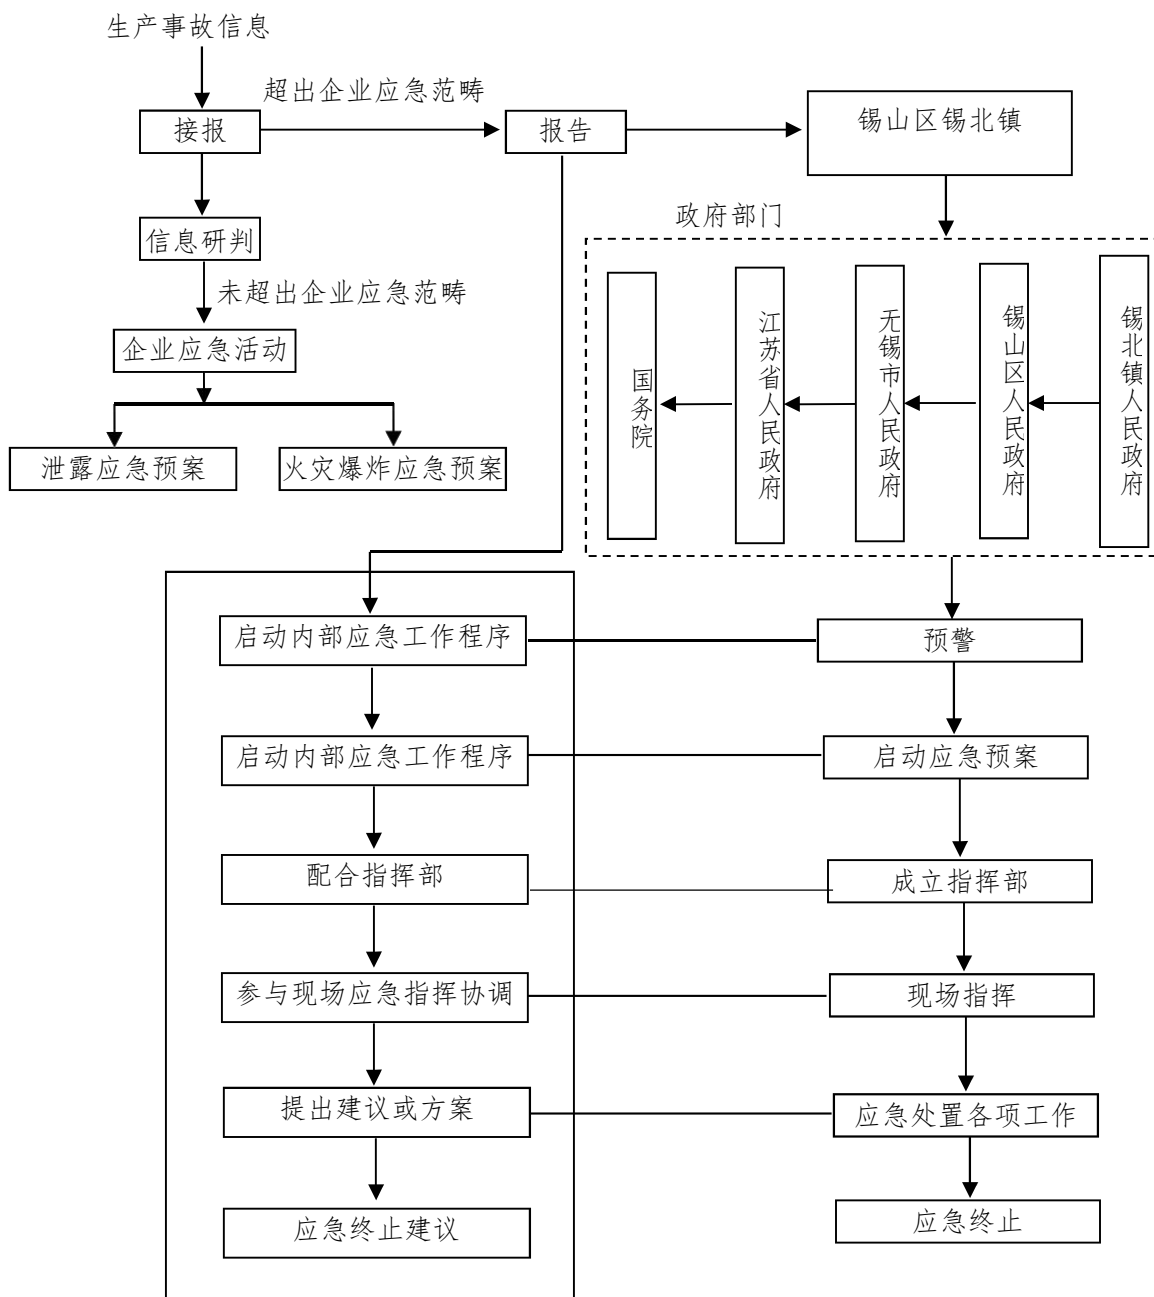 生产事故信息
超出企业应急范畴
接报
报告
锡山区锡北镇
信息研判
政府部门
未超出企业应急范畴
企业应急活动
泄露应急预案
火灾爆炸应急预案
国务院
江苏省人民政府
无锡市人民政府
锡山区人民政府
锡北镇人民政府
启动内部应急工作程序
预警
启动内部应急工作程序
启动应急预案
配合指挥部
成立指挥部
参与现场应急指挥协调
现场指挥
提出建议或方案
应急处置各项工作
应急终止建议
应急终止